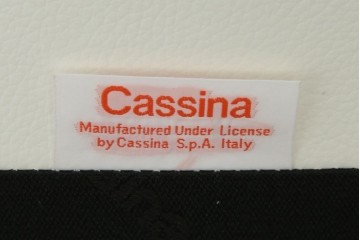 Cassina
Manufactured Under License
by Cassina S.p.A. Italy